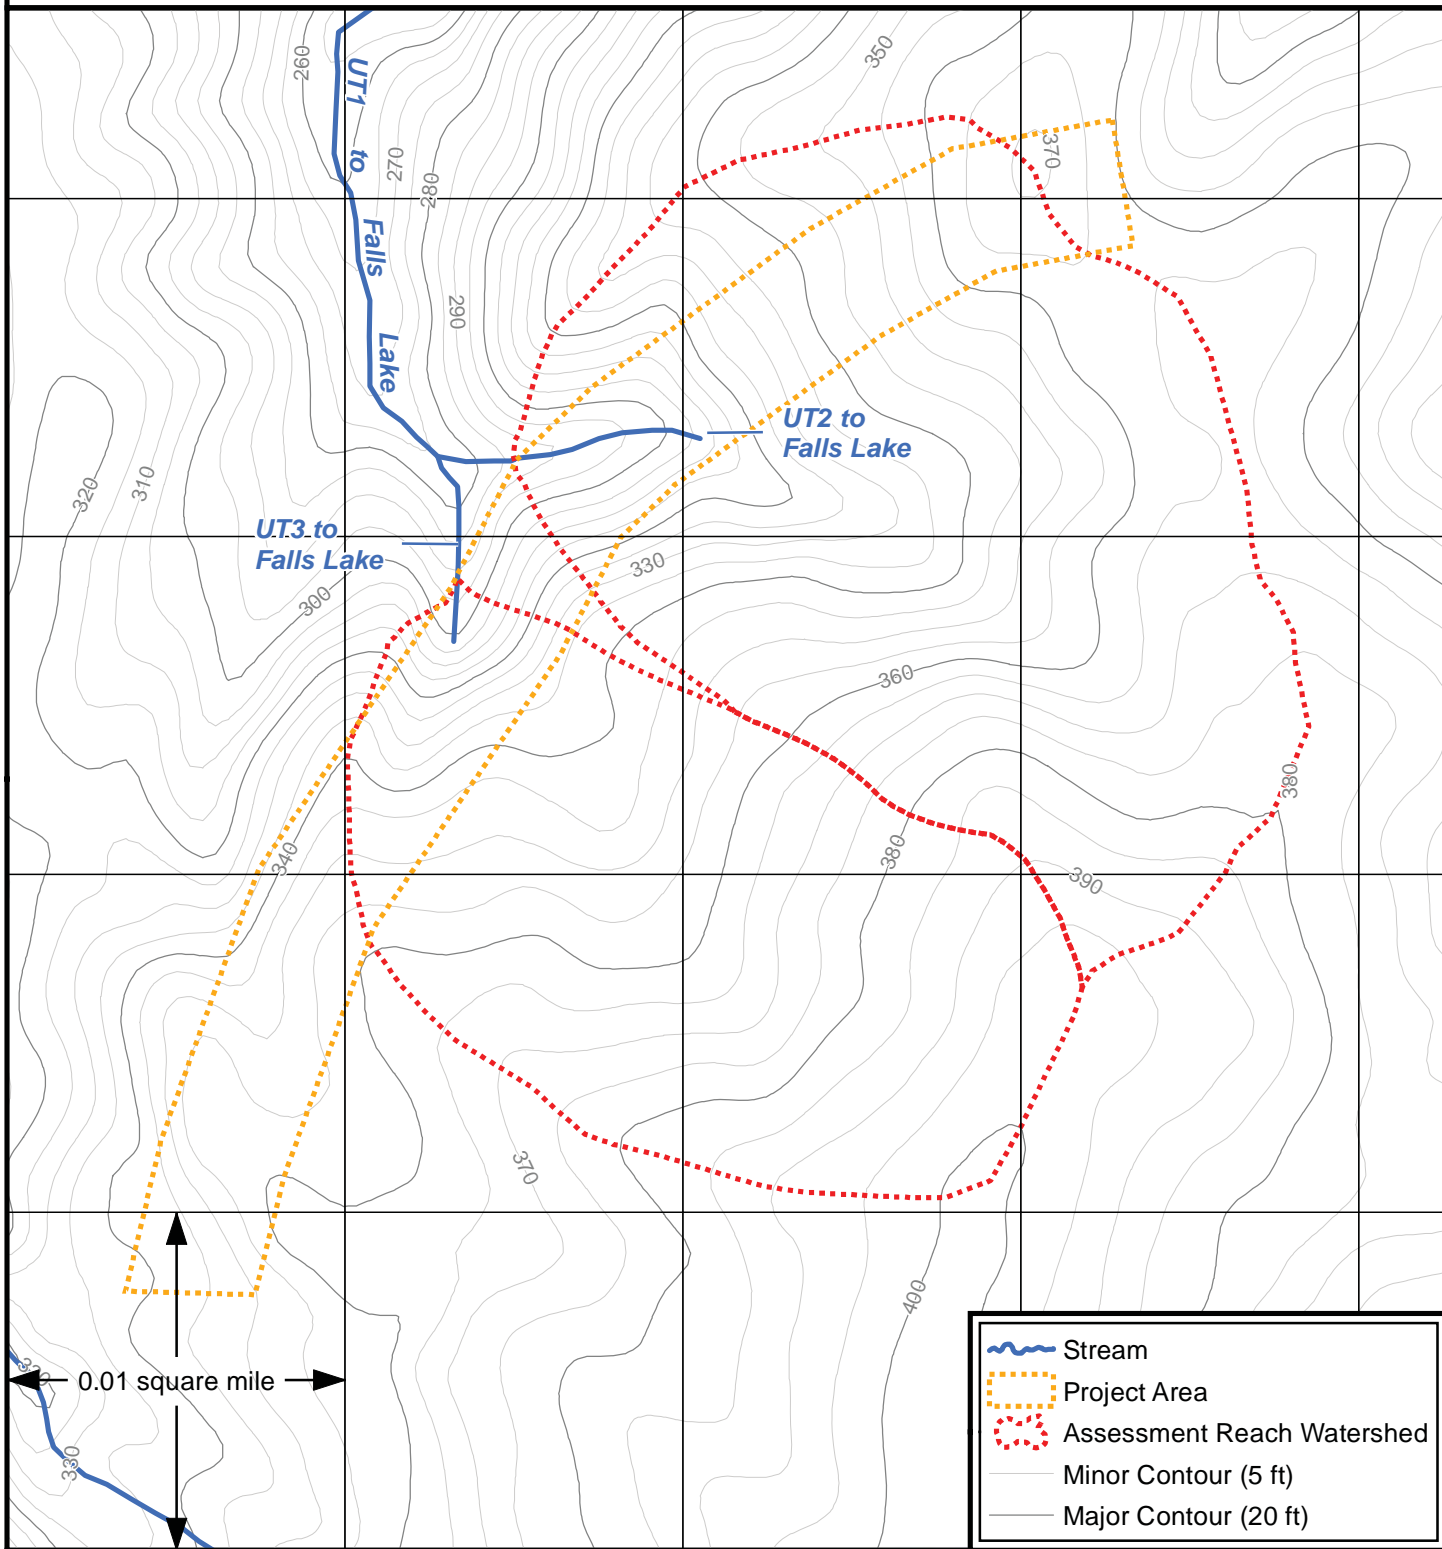 350
260
UT1 to Falls Lake
370
270
280
290
UT2 to
Falls Lake
320
310
UT3 to
Falls Lake
330
300
360
380
380
340
390
370
400
320
0.01 square mile
330
Stream
Project Area
Assessment Reach Watershed
Minor Contour (5 ft)
Major Contour (20 ft)